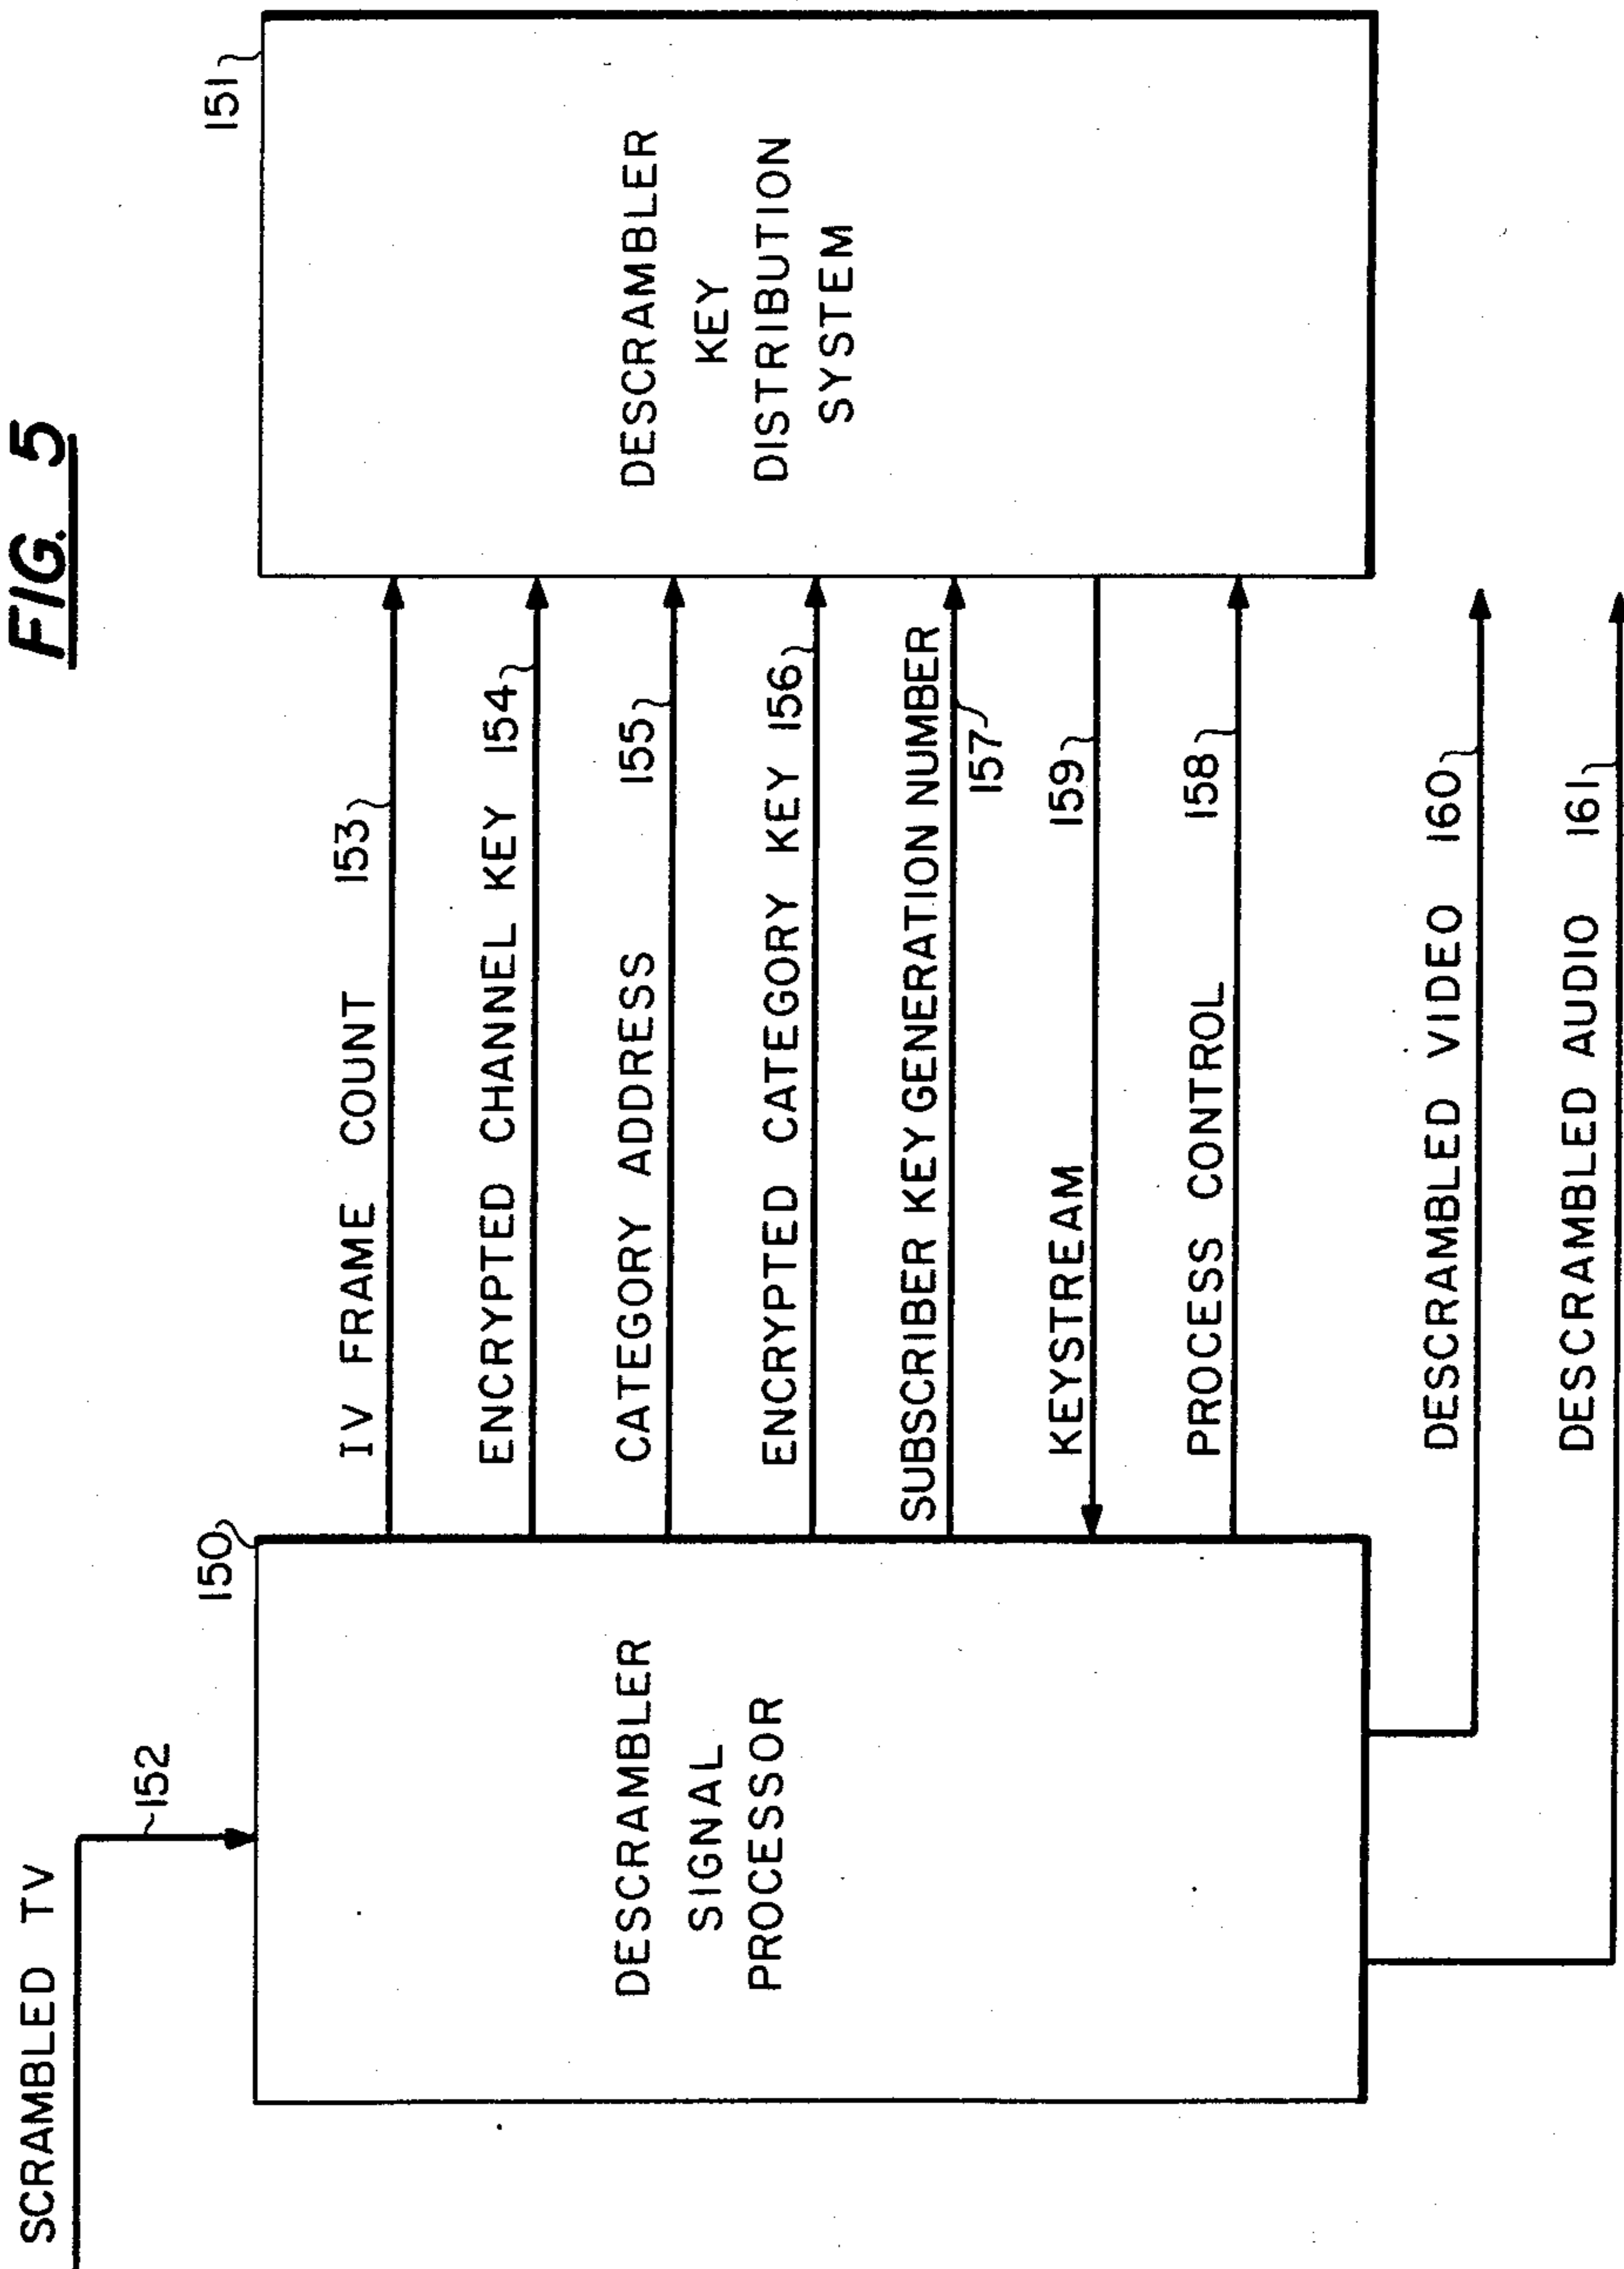 FIG. 5
SCRAMBLED TV
152
150
DESCRAMBLER
SIGNAL
PROCESSOR
151
DESCRAMBLER
KEY
DISTRIBUTION
SYSTEM
IV FRAME COUNT 153
ENCRYPTED CHANNEL KEY 154
CATEGORY ADDRESS 155
ENCRYPTED CATEGORY KEY 156
SUBSCRIBER KEY GENERATION NUMBER
157
KEYSTREAM 159
PROCESS CONTROL 158
DESCRAMBLED VIDEO 160
DESCRAMBLED AUDIO 161